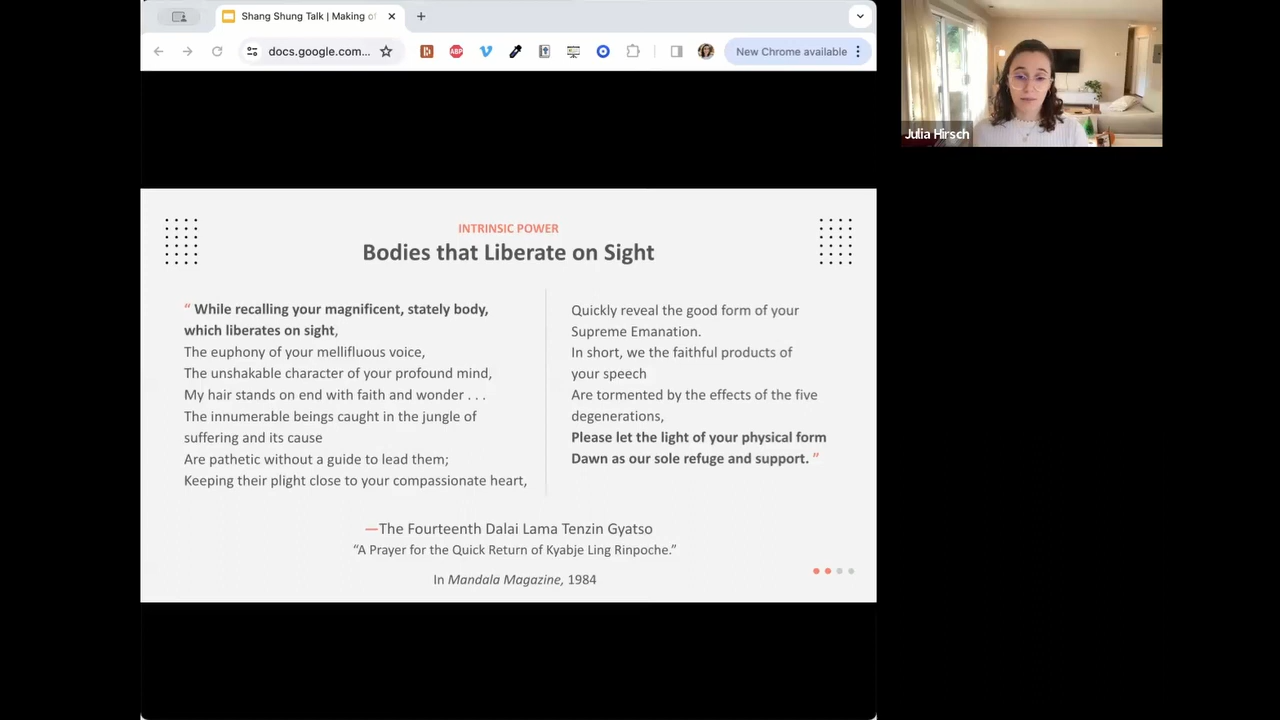 Shang Shung Talk | Making of
docs.google.com...
ABP
New Chrome available
Julia Hirsch
INTRINSIC POWER
Bodies that Liberate on Sight
“ While recalling your magnificent, stately body,
which liberates on sight,
The euphony of your mellifluous voice,
The unshakable character of your profound mind,
My hair stands on end with faith and wonder . . .
The innumerable beings caught in the jungle of
suffering and its cause
Are pathetic without a guide to lead them;
Keeping their plight close to your compassionate heart,
Quickly reveal the good form of your
Supreme Emanation.
In short, we the faithful products of
your speech
Are tormented by the effects of the five
degenerations,
Please let the light of your physical form
Dawn as our sole refuge and support. ”
—The Fourteenth Dalai Lama Tenzin Gyatso
“A Prayer for the Quick Return of Kyabje Ling Rinpoche.”
In Mandala Magazine, 1984